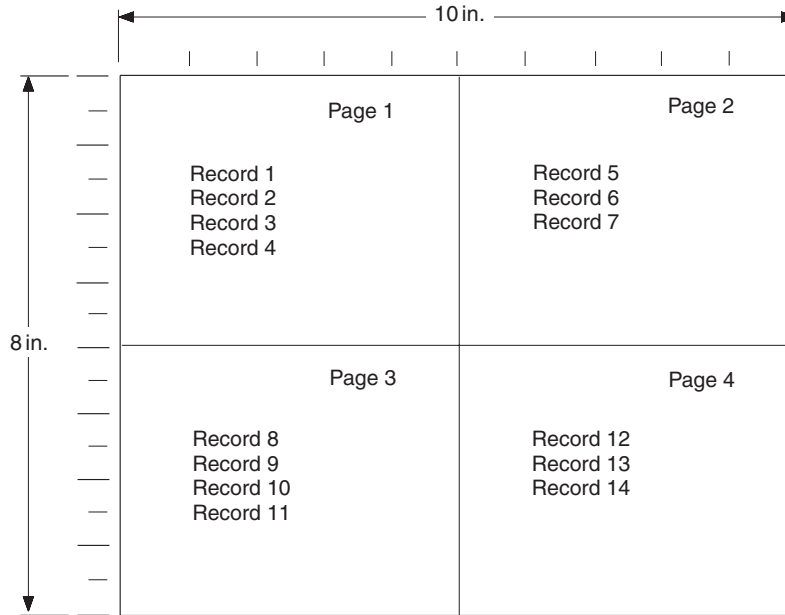 10 in.
Page 1
Page 2
Record 1
Record 2
Record 3
Record 4
Record 5
Record 6
Record 7
8 in.
Page 3
Page 4
Record 8
Record 9
Record 10
Record 11
Record 12
Record 13
Record 14